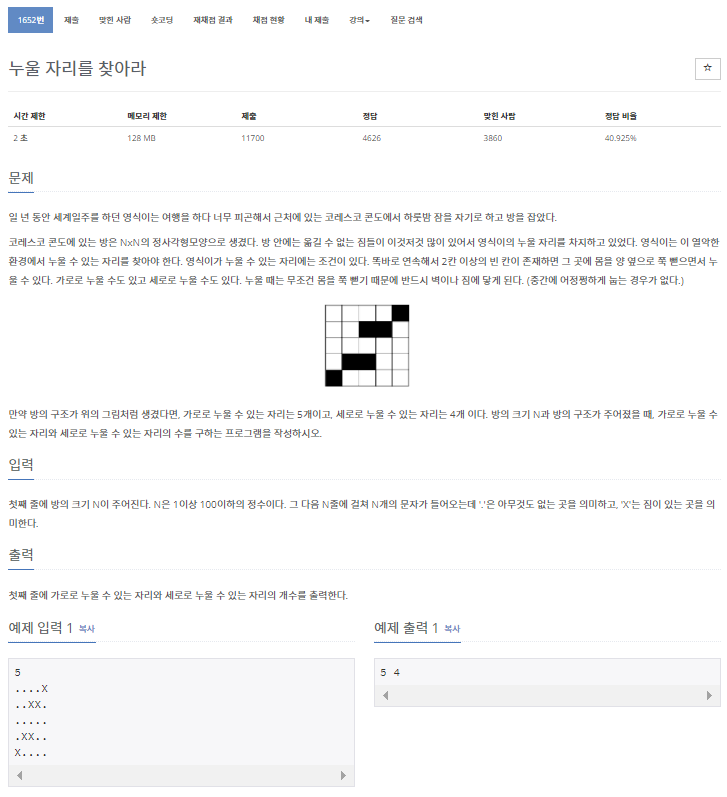 1652번 제출 맞힌 사람 숏코딩 재채점 결과 채점 현황 내 제출 강의 질문 검색
누울 자리를 찾아라
시간 제한 메모리 제한 제출 정답 맞힌 사람 정답 비율
2 초 128 MB 11700 4626 3860 40.925%
문제
일 년 동안 세계일주를 하던 영식이는 여행을 하다 너무 피곤해서 근처에 있는 코레스코 콘도에서 하룻밤 잠을 자기로 하고 방을 잡았다.
코레스코 콘도에 있는 방은 NxN의 정사각형모양으로 생겼다. 방 안에는 옮길 수 없는 짐들이 이것저것 많이 있어서 영식이의 누울 자리를 차지하고 있었다. 영식이는 이 열악한
환경에서 누울 수 있는 자리를 찾아야 한다. 영식이가 누울 수 있는 자리에는 조건이 있다. 똑바로 연속해서 2칸 이상의 빈 칸이 존재하면 그 곳에 몸을 양 옆으로 쭉 뻗으면서 누
울 수 있다. 가로로 누울 수도 있고 세로로 누울 수도 있다. 누울 때는 무조건 몸을 쭉 뻗기 때문에 반드시 벽이나 짐에 닿게 된다. (중간에 어정쩡하게 눕는 경우가 없다.)
만약 방의 구조가 위의 그림처럼 생겼다면, 가로로 누울 수 있는 자리는 5개이고, 세로로 누울 수 있는 자리는 4개 이다. 방의 크기 N과 방의 구조가 주어졌을 때, 가로로 누울 수
있는 자리와 세로로 누울 수 있는 자리의 수를 구하는 프로그램을 작성하시오.
입력
첫째 줄에 방의 크기 N이 주어진다. N은 1이상 100이하의 정수이다. 그 다음 N줄에 걸쳐 N개의 문자가 들어오는데 '.'은 아무것도 없는 곳을 의미하고, 'X'는 짐이 있는 곳을 의
미한다.
출력
첫째 줄에 가로로 누울 수 있는 자리와 세로로 누울 수 있는 자리의 개수를 출력한다.
예제 입력 1 복사
5
....X
..XX.
.....
.XX..
X....
예제 출력 1 복사
5 4